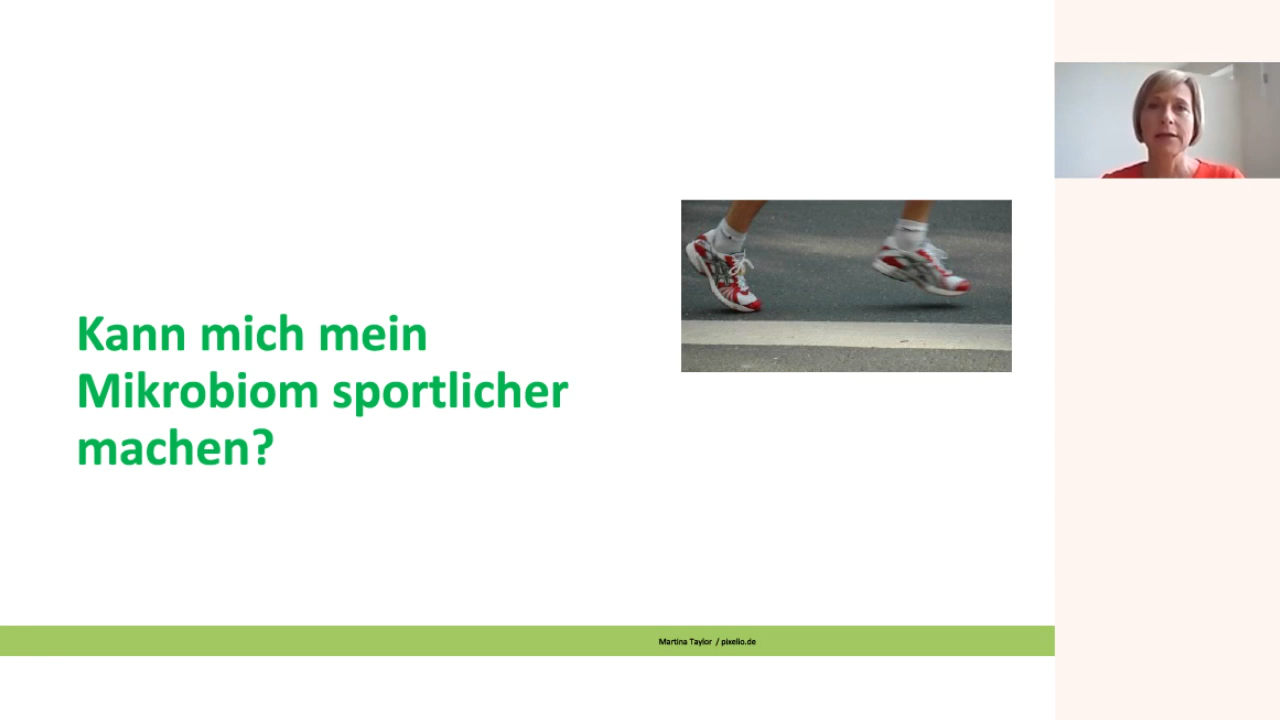 Kann mich mein
Mikrobiom sportlicher
machen?
Martina Taylor / pixelio.de